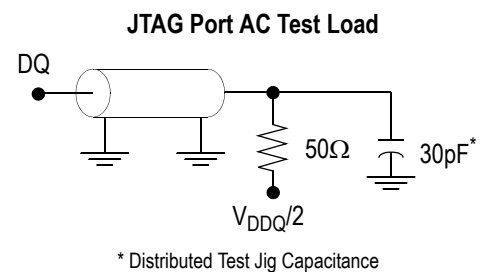 JTAG Port AC Test Load
DQ
50Ω
30pF*
VDDQ/2
* Distributed Test Jig Capacitance